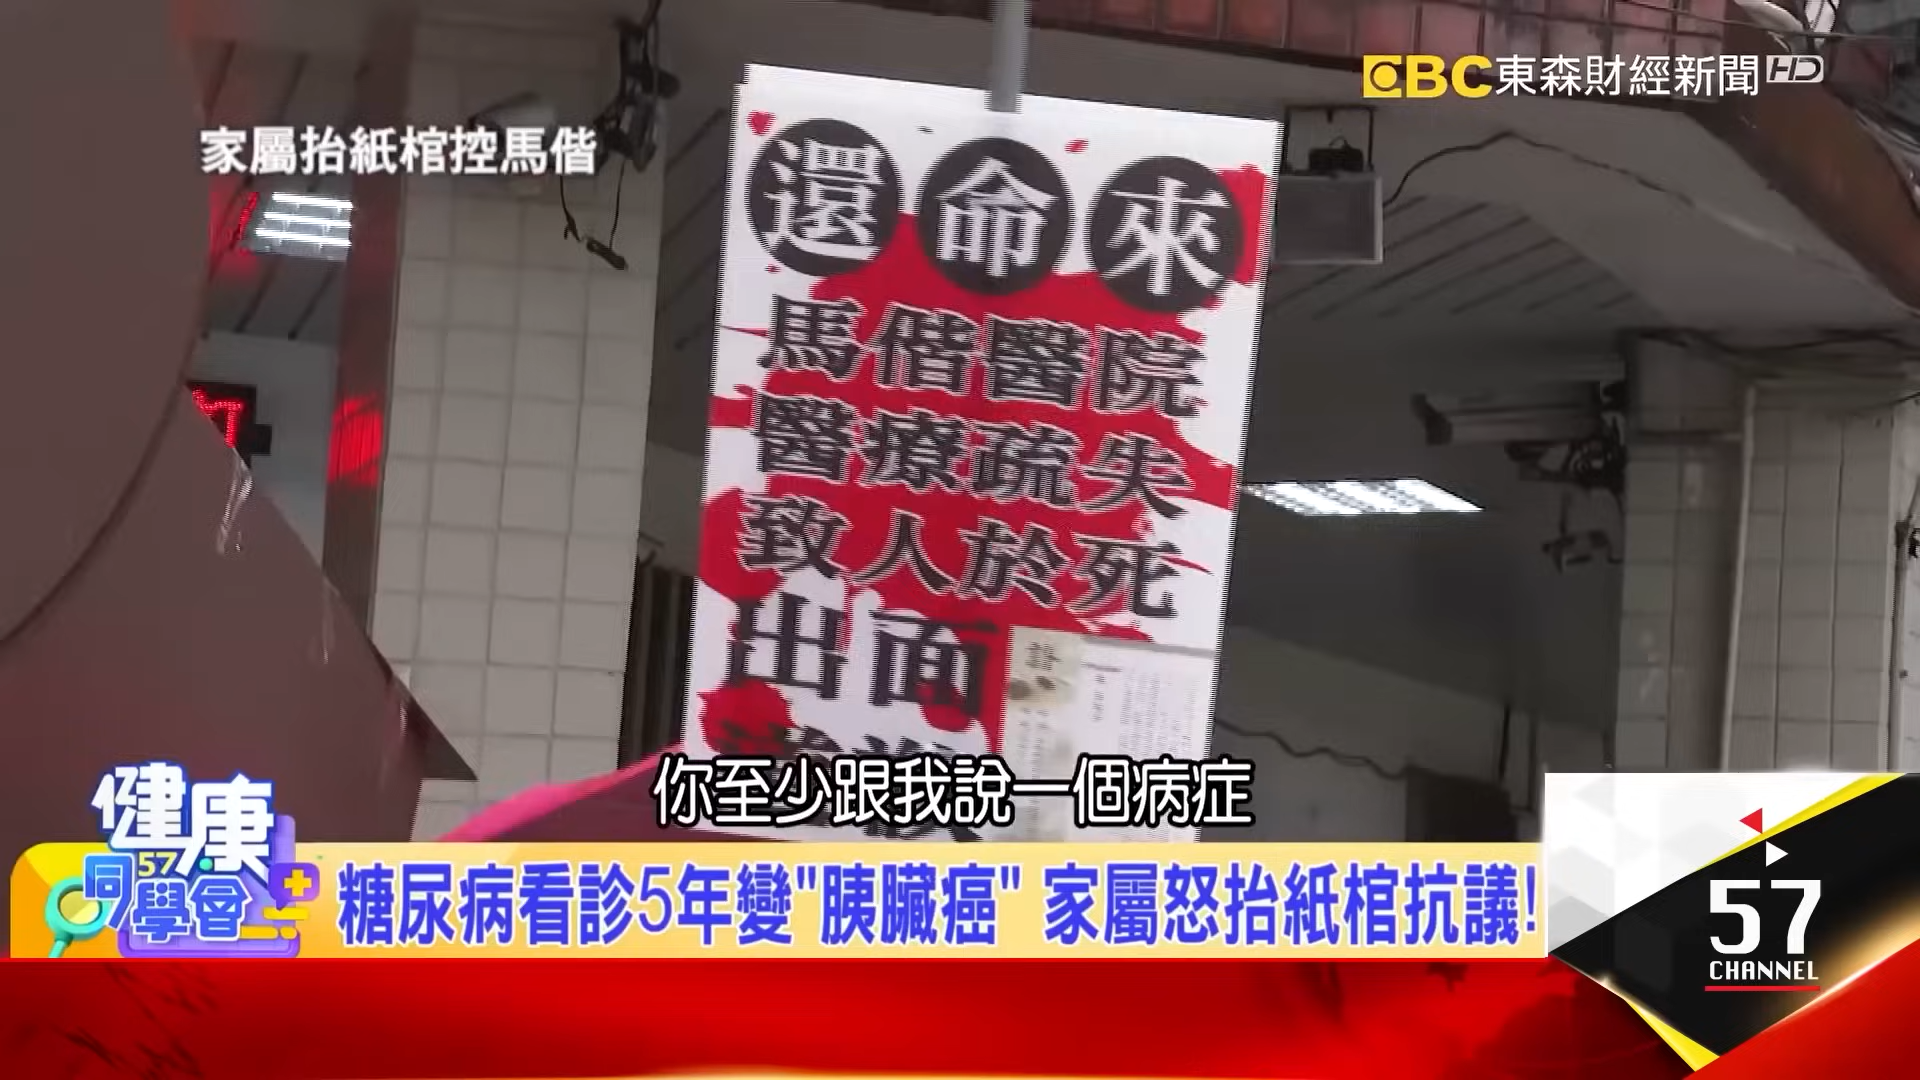 EBC東森財經新聞HD
家屬抬紙棺控馬偕
還命來
馬偕醫院
醫療疏失
致人於死
出面
你至少跟我說一個病症
健康
57
同學會
糖尿病看診5年變"胰臟癌" 家屬怒抬紙棺抗議!
57
CHANNEL